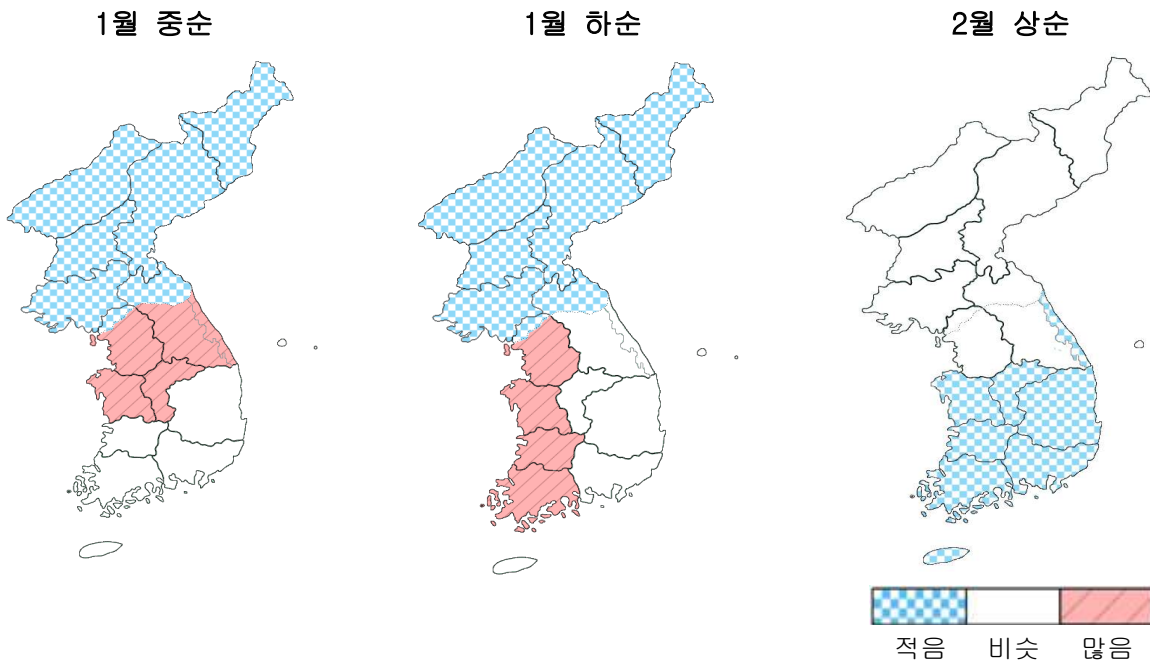 1월 중순
1월 하순
2월 상순
적음
비슷
많음